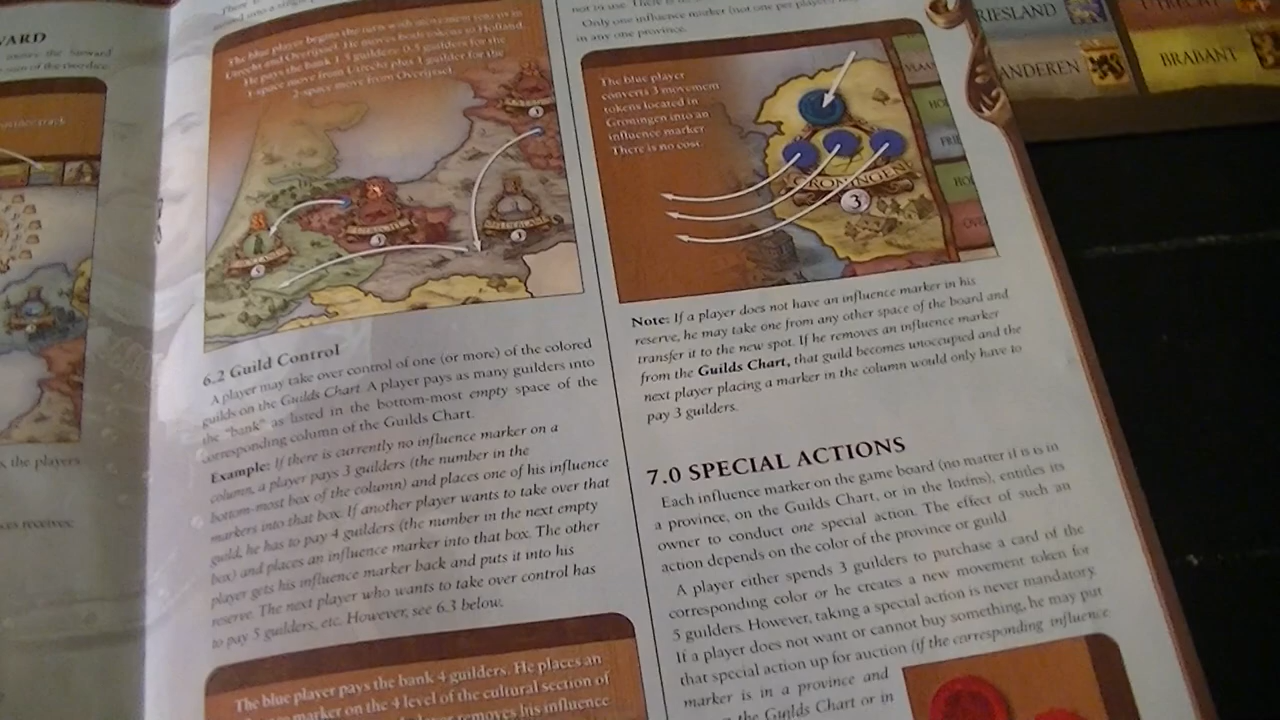 WARD
The blue player begins the turn with movement tokens in
Utrecht and Overijssel. He moves both tokens to Holland.
He pays the bank 1.5 guilders: 0.5 guilders for the
1-space move from Utrecht plus 1 guilder for the
2-space move from Overijssel.
6.2 Guild Control
A player may take over control of one (or more) of the colored
guilds on the Guilds Chart. A player pays as many guilders into
the "bank" as listed in the bottom-most empty space of the
corresponding column of the Guilds Chart.
Example: If there is currently no influence marker on a
column, a player pays 3 guilders (the number in the
bottom-most box of the column) and places one of his influence
markers into that box. If another player wants to take over that
guild, he has to pay 4 guilders (the number in the next empty
box) and places an influence marker into that box. The other
player gets his influence marker back and puts it into his
reserve. The next player who wants to take over control has
to pay 5 guilders, etc. However, see 6.3 below.
The blue player pays the bank 4 guilders. He places an
marker on the 4 level of the cultural section of
removes his influence
Only one influence marker (not one per player)
in any one province.
The blue player
converts 3 movement
tokens located in
Groningen into an
influence marker
There is no cost.
GRONINGEN
3
Note: If a player does not have an influence marker in his
reserve, he may take one from any other space of the board and
transfer it to the new spot. If he removes an influence marker
from the Guilds Chart, that guild becomes unoccupied and the
next player placing a marker in the column would only have to
pay 3 guilders.
7.0 SPECIAL ACTIONS
Each influence marker on the game board (no matter if is is in
a province, on the Guilds Chart, or in the Indies), entitles its
owner to conduct one special action. The effect of such an
action depends on the color of the province or guild.
A player either spends 3 guilders to purchase a card of the
corresponding color or he creates a new movement token for
5 guilders. However, taking a special action is never mandatory.
If a player does not want or cannot buy something, he may put
that special action up for auction (if the corresponding influence
marker is in a province and
the Guilds Chart or in
RIESLAND
UTRECHT
ANDEREN
BRABANT